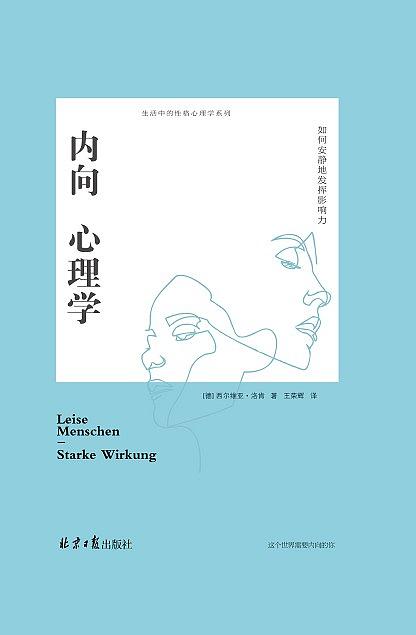 生活中的性格心理学系列
如何安静地发挥影响力
内向 心理学
[德] 西尔维亚·洛肯 著 王荣辉 译
Leise
Menschen
–
Starke Wirkung
北京日报出版社
这个世界需要内向的你